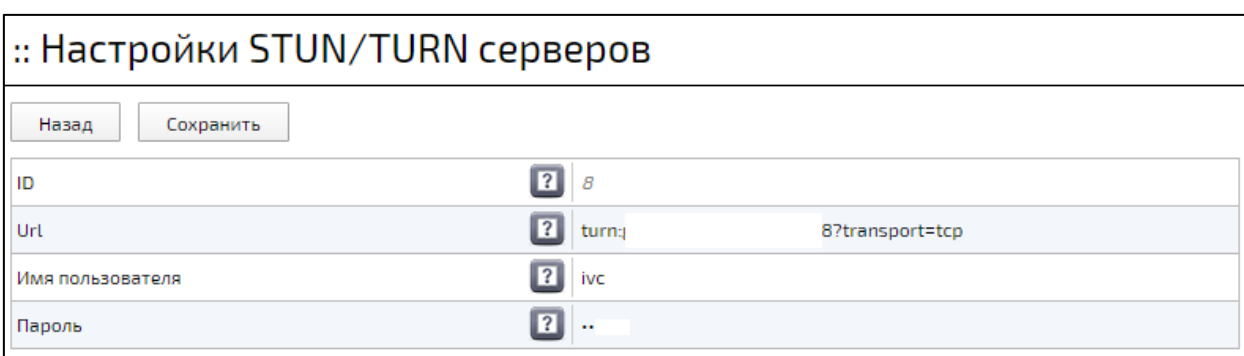 :: Настройки STUN/TURN серверов
Назад Сохранить
ID ? 8
Url ? turn: 8?transport=tcp
Имя пользователя ? ivc
Пароль ? ••